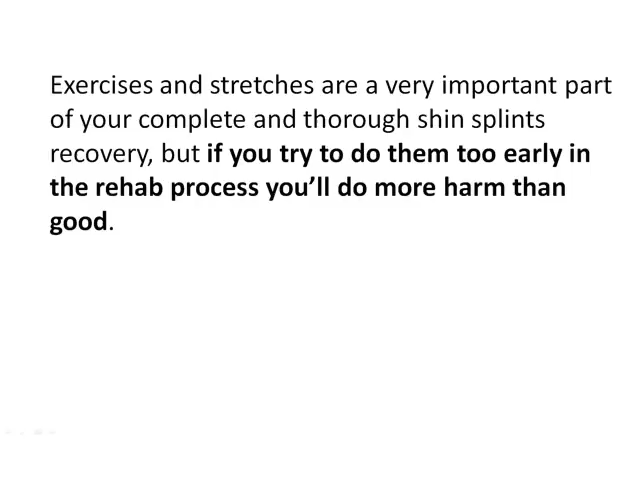 Exercises and stretches are a very important part
of your complete and thorough shin splints
recovery, but if you try to do them too early in
the rehab process you’ll do more harm than
good.